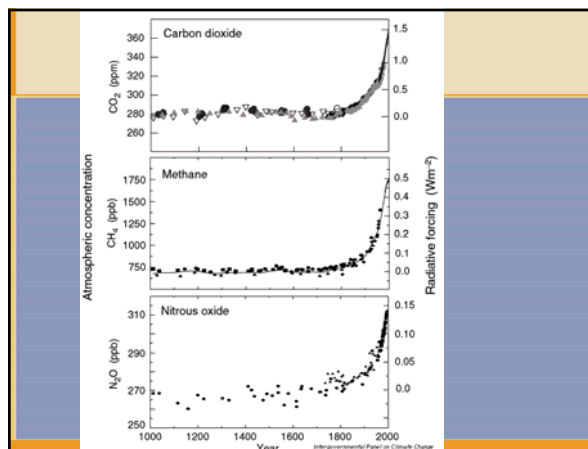 Carbon dioxide
CO₂ (ppm)
360
340
320
300
280
260
1.5
1.0
0.5
0.0
Methane
Atmospheric concentration
CH₄ (ppb)
1750
1500
1250
1000
750
0.5
0.4
0.3
0.2
0.1
0.0
Radiative forcing (Wm⁻²)
Nitrous oxide
N₂O (ppb)
310
290
270
250
0.15
0.10
0.05
0.0
1000 1200 1400 1600 1800 2000
Year
Intergovernmental Panel on Climate Change